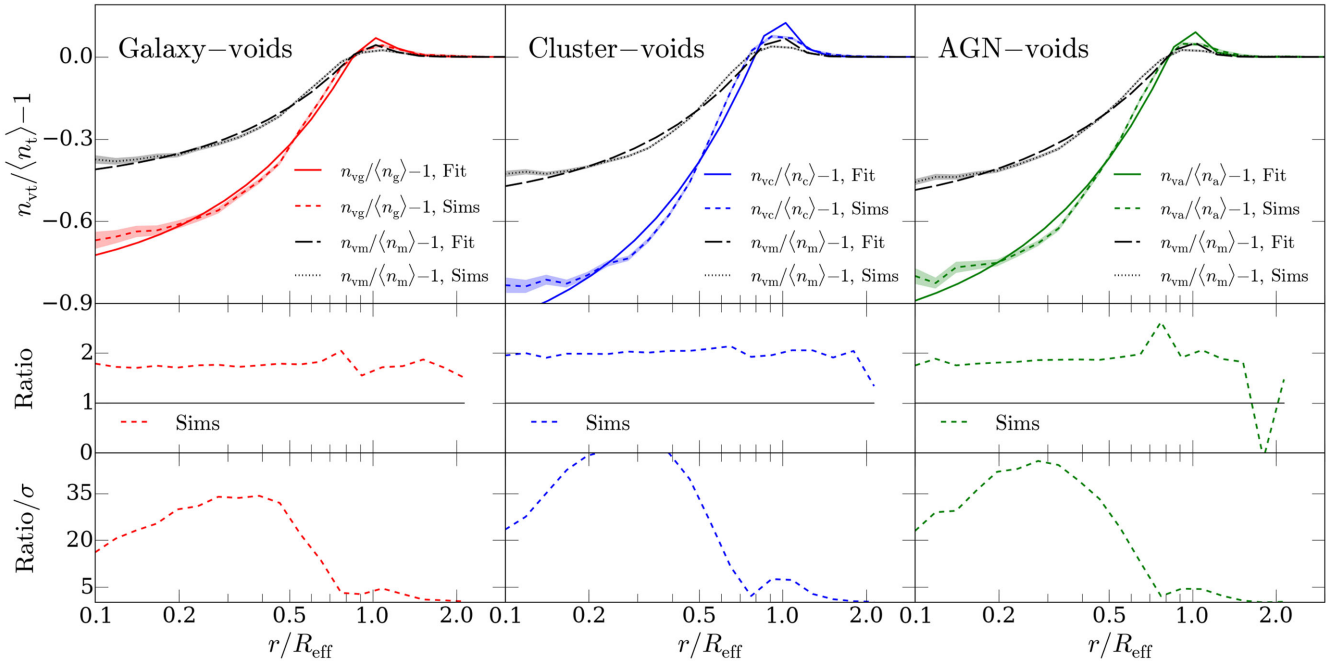 Galaxy−voids
Cluster−voids
AGN−voids
n_vt/⟨n_t⟩−1
0.0
−0.3
−0.6
−0.9
n_vg/⟨n_g⟩−1, Fit
n_vg/⟨n_g⟩−1, Sims
n_vm/⟨n_m⟩−1, Fit
n_vm/⟨n_m⟩−1, Sims
n_vc/⟨n_c⟩−1, Fit
n_vc/⟨n_c⟩−1, Sims
n_vm/⟨n_m⟩−1, Fit
n_vm/⟨n_m⟩−1, Sims
n_va/⟨n_a⟩−1, Fit
n_va/⟨n_a⟩−1, Sims
n_vm/⟨n_m⟩−1, Fit
n_vm/⟨n_m⟩−1, Sims
Ratio
2
1
0
Sims
Sims
Sims
Ratio/σ
35
20
5
0.1 0.2 0.5 1.0 2.0
0.1 0.2 0.5 1.0 2.0
0.1 0.2 0.5 1.0 2.0
r/R_eff
r/R_eff
r/R_eff